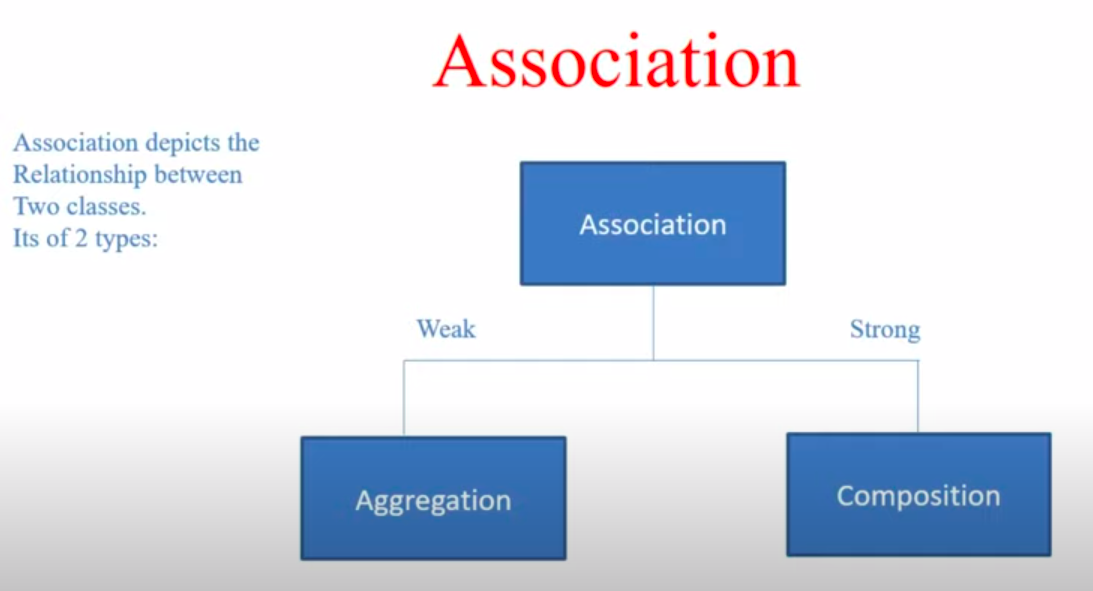 Association
Association depicts the
Relationship between
Two classes.
Its of 2 types:
Association
Weak
Strong
Aggregation
Composition